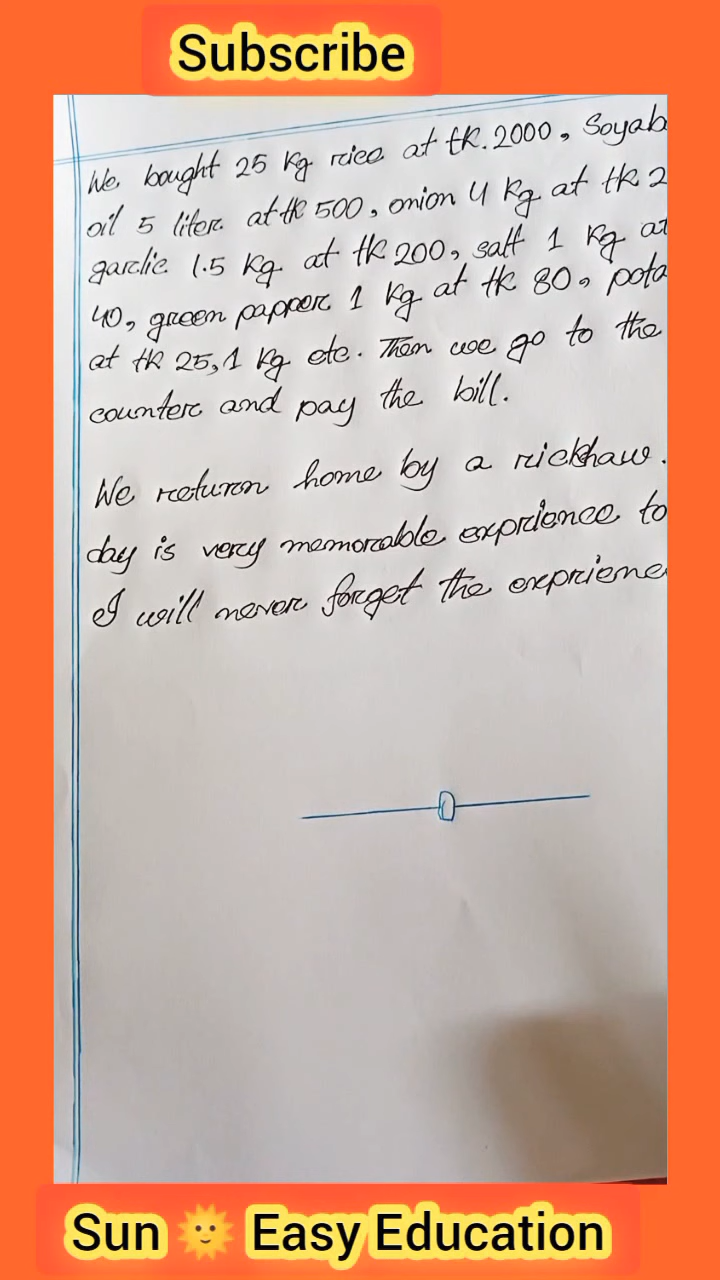 Subscribe
We bought 25 kg rice at tk. 2000, Soyab
oil 5 liter at tk 500, onion 4 kg at tk 2
garlic 1.5 kg at tk 200, salt 1 kg at
40, green papper 1 kg at tk 80, pota
at tk 25,1 kg etc. Then we go to the
counter and pay the bill.
We return home by a rickhaw.
day is very memorable exprience to
I will never forget the exprience
Sun 🌞 Easy Education